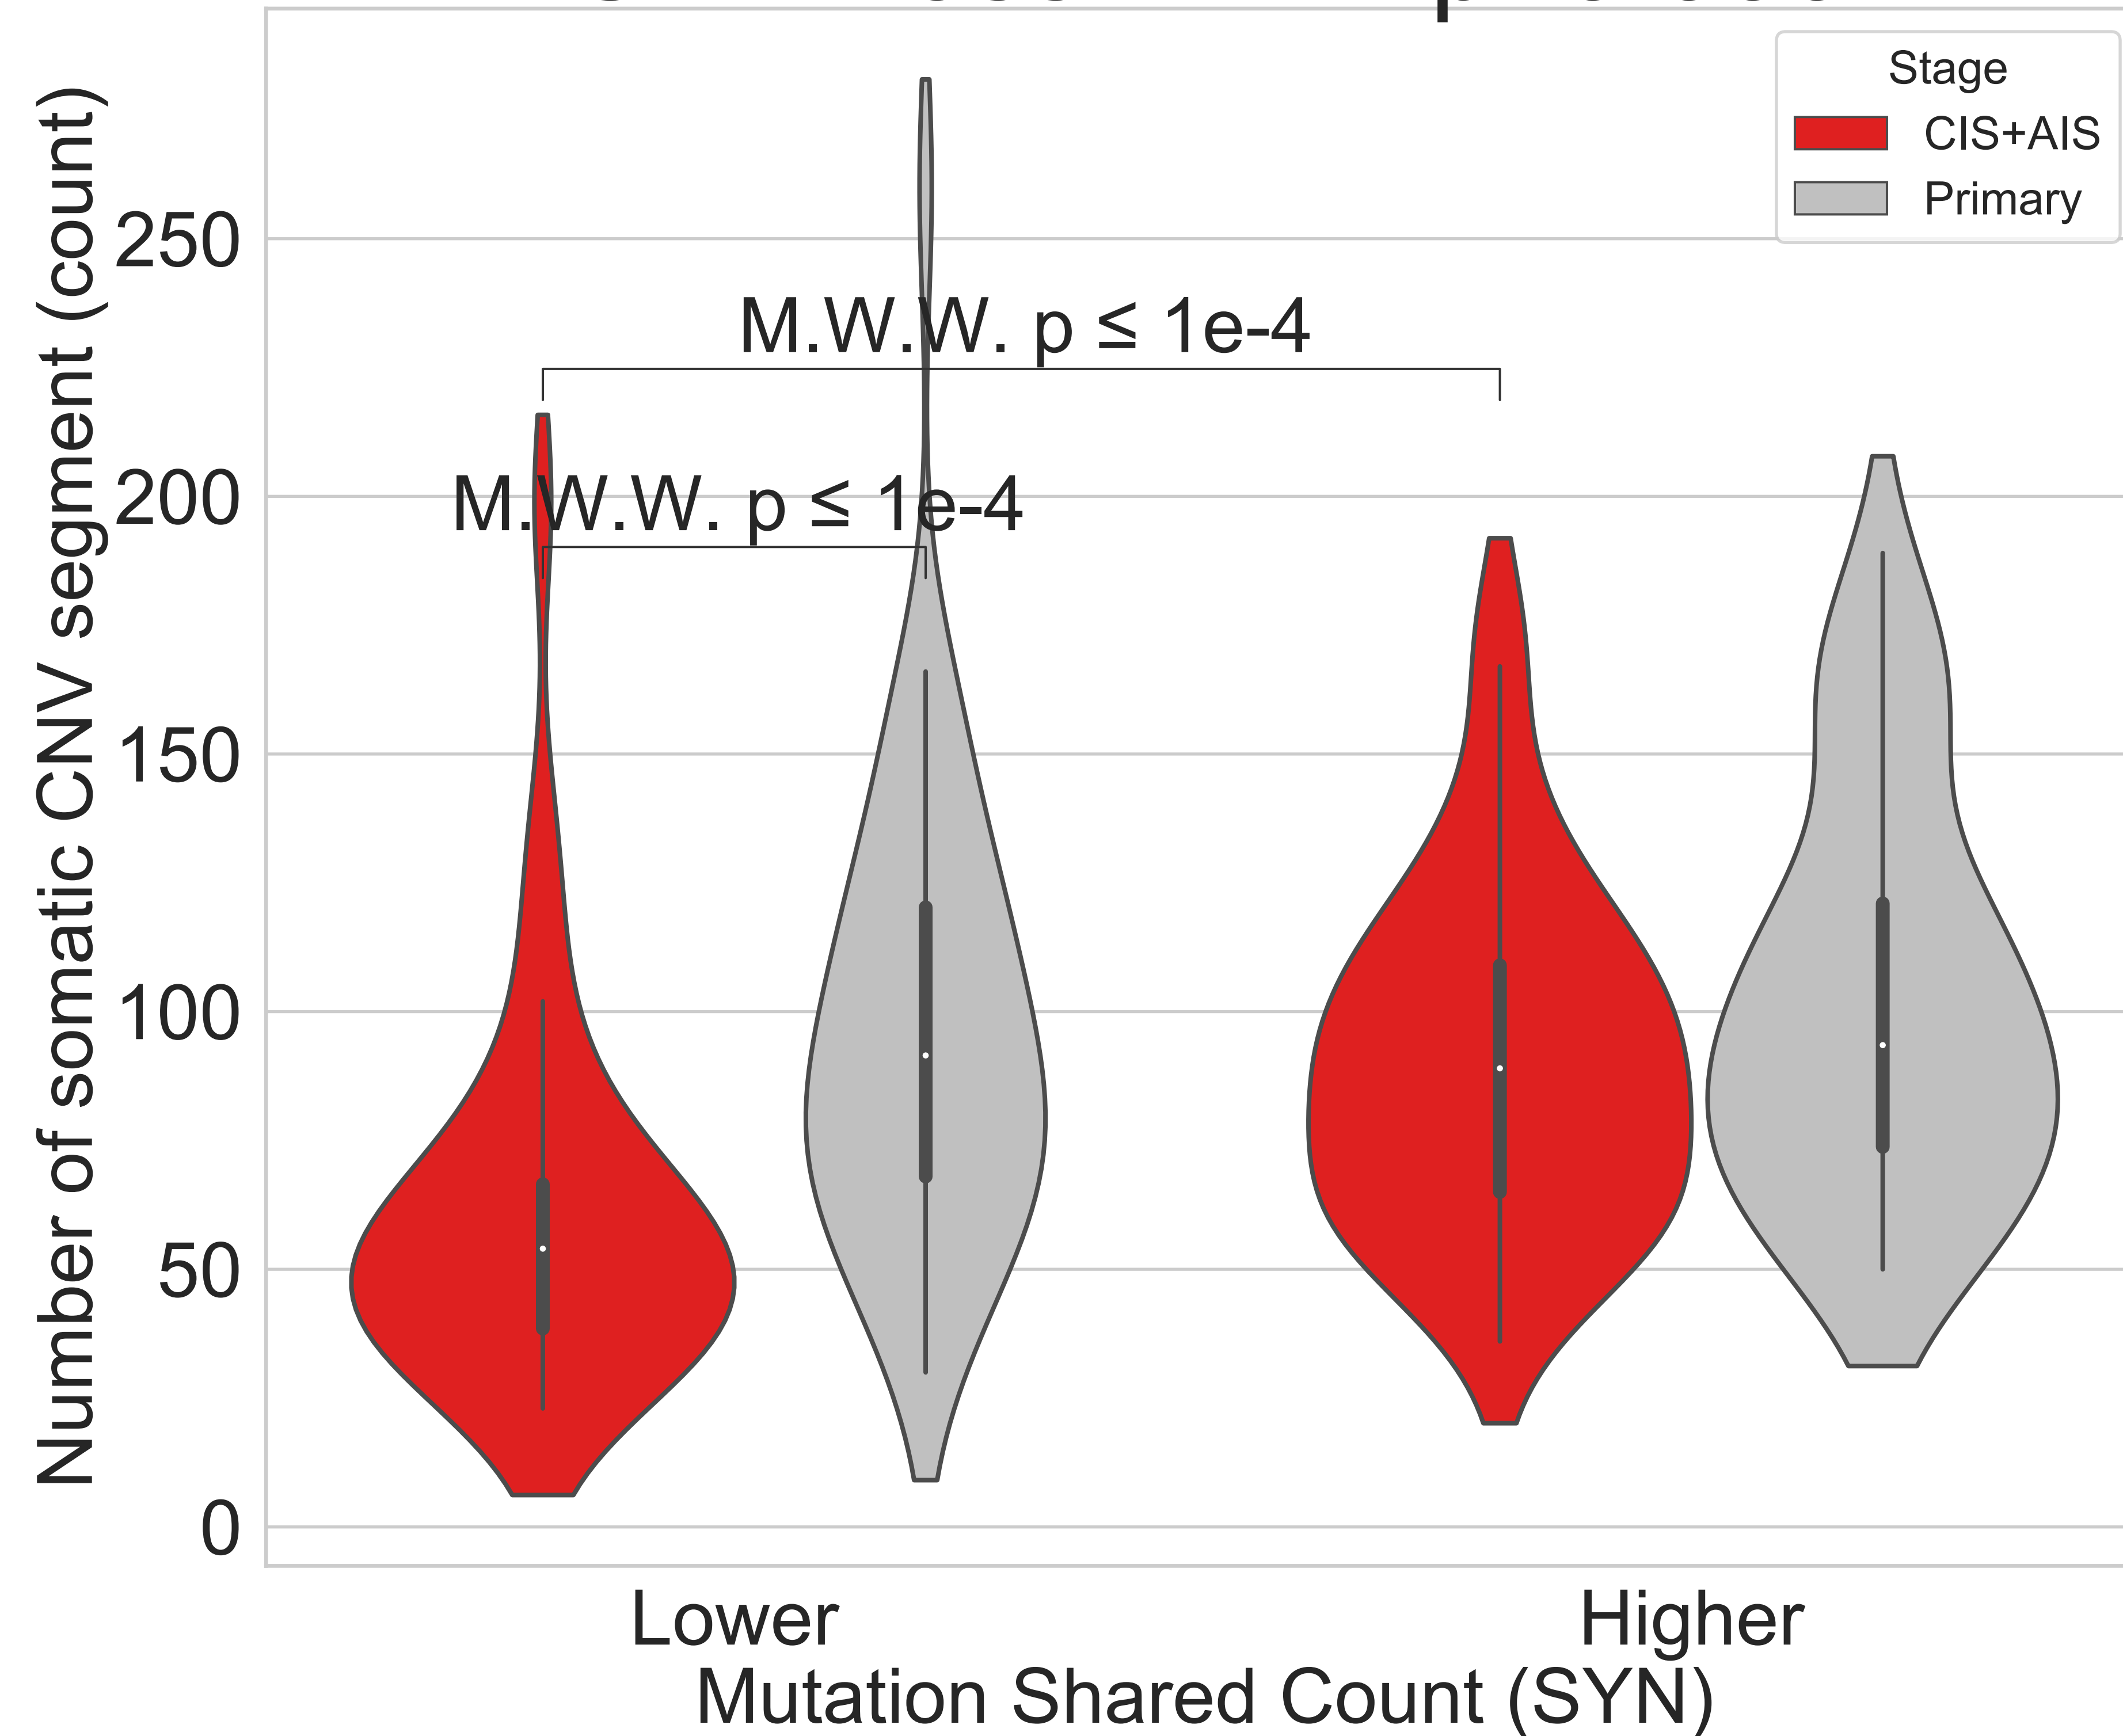 Stage
CIS+AIS
Primary
Number of somatic CNV segment (count)
250
200
150
100
50
0
M.W.W. p ≤ 1e-4
M.W.W. p ≤ 1e-4
Lower
Higher
Mutation Shared Count (SYN)